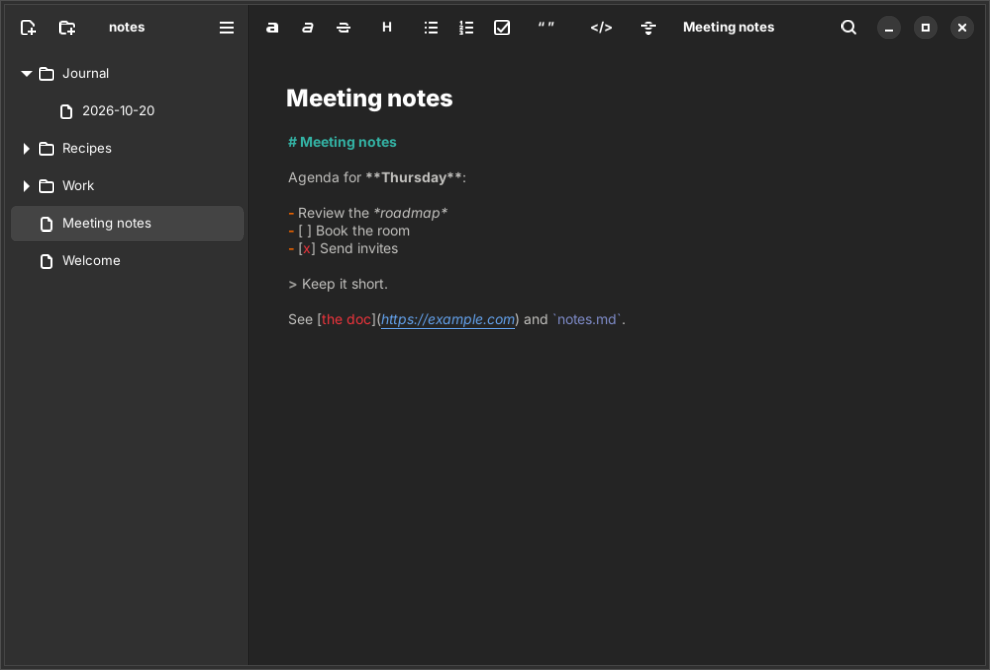 notes
H
“ ”
</>
Meeting notes
Journal
2026-10-20
Recipes
Work
Meeting notes
Welcome
Meeting notes
# Meeting notes
Agenda for **Thursday**:
- Review the *roadmap*
- [ ] Book the room
- [x] Send invites
> Keep it short.
See [the doc](https://example.com) and `notes.md`.